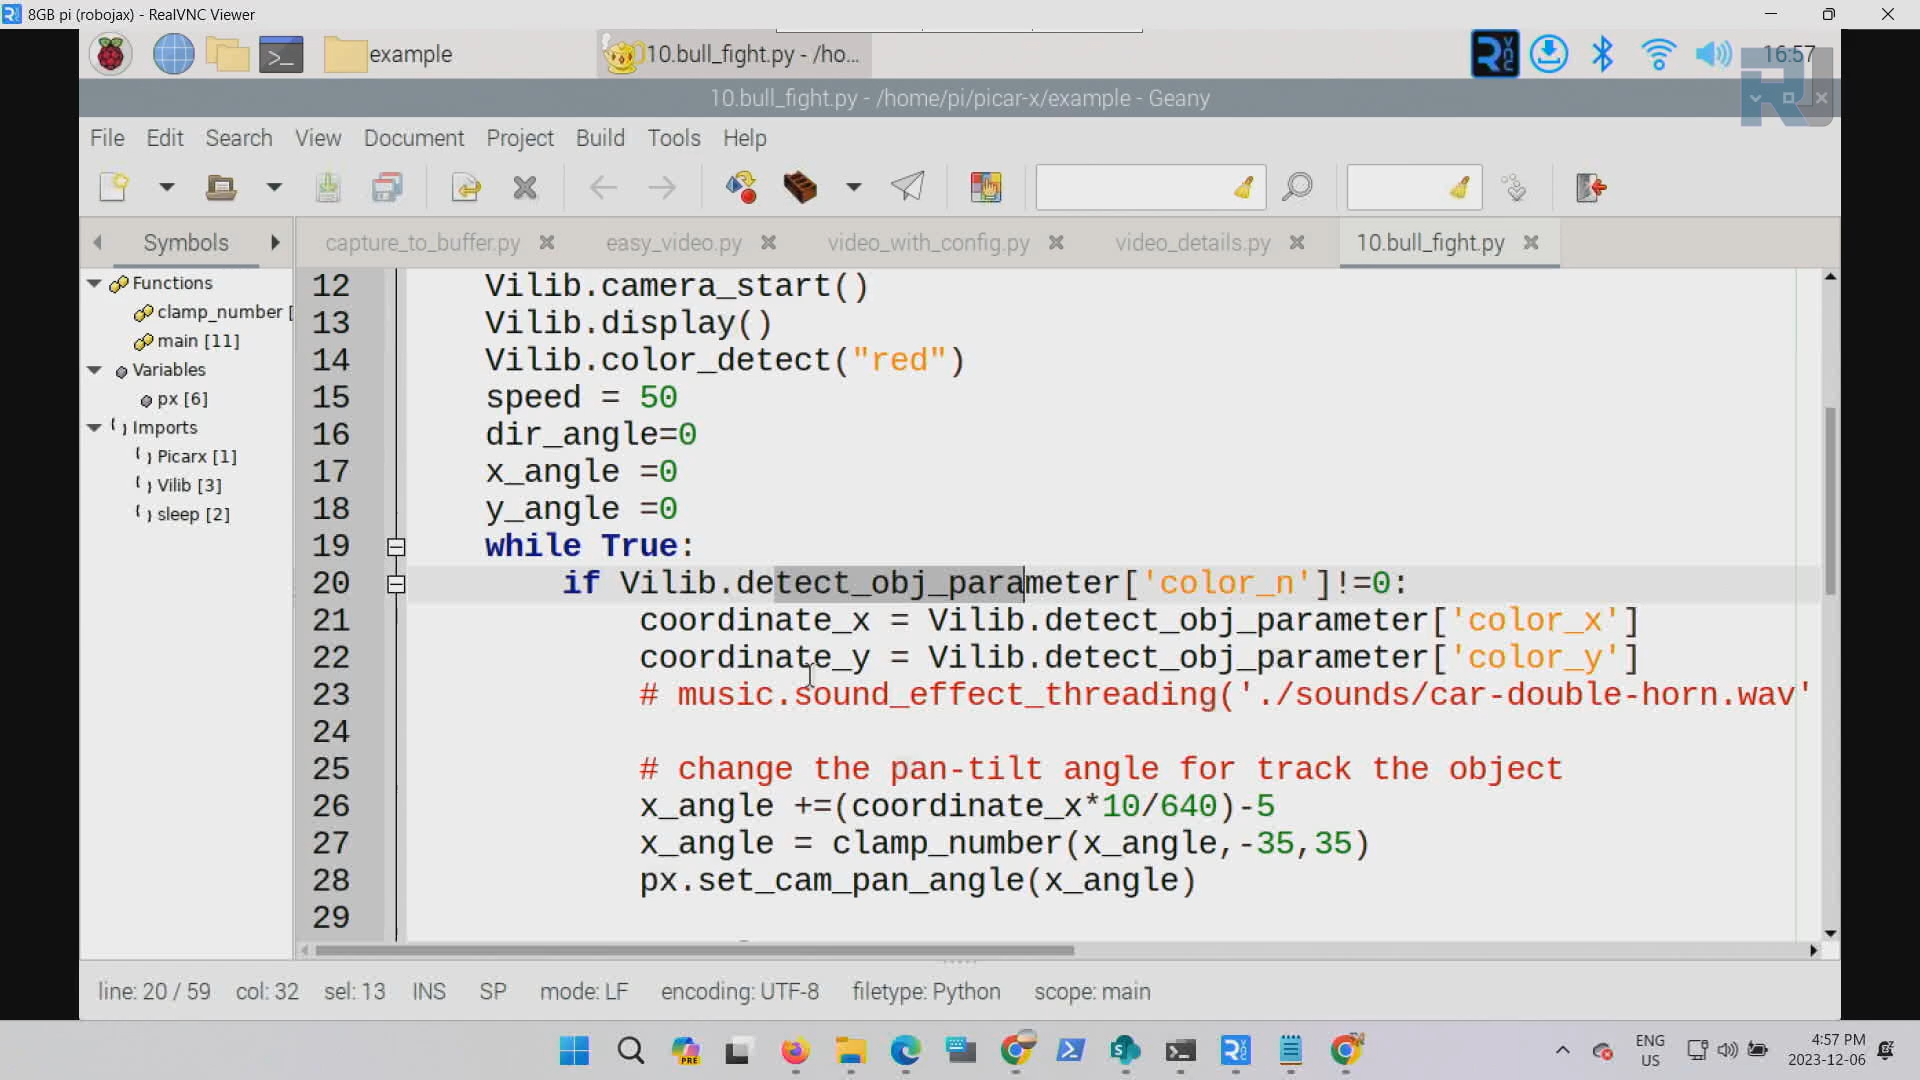 8GB pi (robojax) - RealVNC Viewer
example
10.bull_fight.py - /ho...
16:57
10.bull_fight.py - /home/pi/picar-x/example - Geany
File Edit Search View Document Project Build Tools Help
Symbols
capture_to_buffer.py
easy_video.py
video_with_config.py
video_details.py
10.bull_fight.py
Functions
clamp_number [
main [11]
Variables
px [6]
Imports
Picarx [1]
Vilib [3]
sleep [2]
12 Vilib.camera_start()
13 Vilib.display()
14 Vilib.color_detect("red")
15 speed = 50
16 dir_angle=0
17 x_angle =0
18 y_angle =0
19 while True:
20 if Vilib.detect_obj_parameter['color_n']!=0:
21 coordinate_x = Vilib.detect_obj_parameter['color_x']
22 coordinate_y = Vilib.detect_obj_parameter['color_y']
23 # music.sound_effect_threading('./sounds/car-double-horn.wav'
24
25 # change the pan-tilt angle for track the object
26 x_angle +=(coordinate_x*10/640)-5
27 x_angle = clamp_number(x_angle,-35,35)
28 px.set_cam_pan_angle(x_angle)
29
line: 20 / 59 col: 32 sel: 13 INS SP mode: LF encoding: UTF-8 filetype: Python scope: main
PRE
ENG
US
4:57 PM
2023-12-06